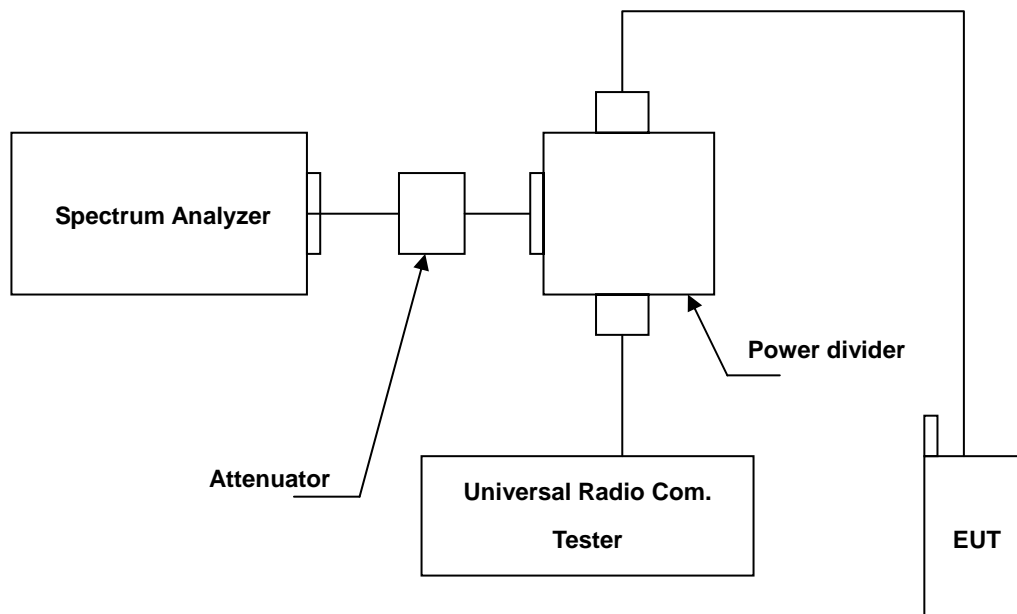 Spectrum Analyzer
Power divider
Attenuator
Universal Radio Com.
Tester
EUT